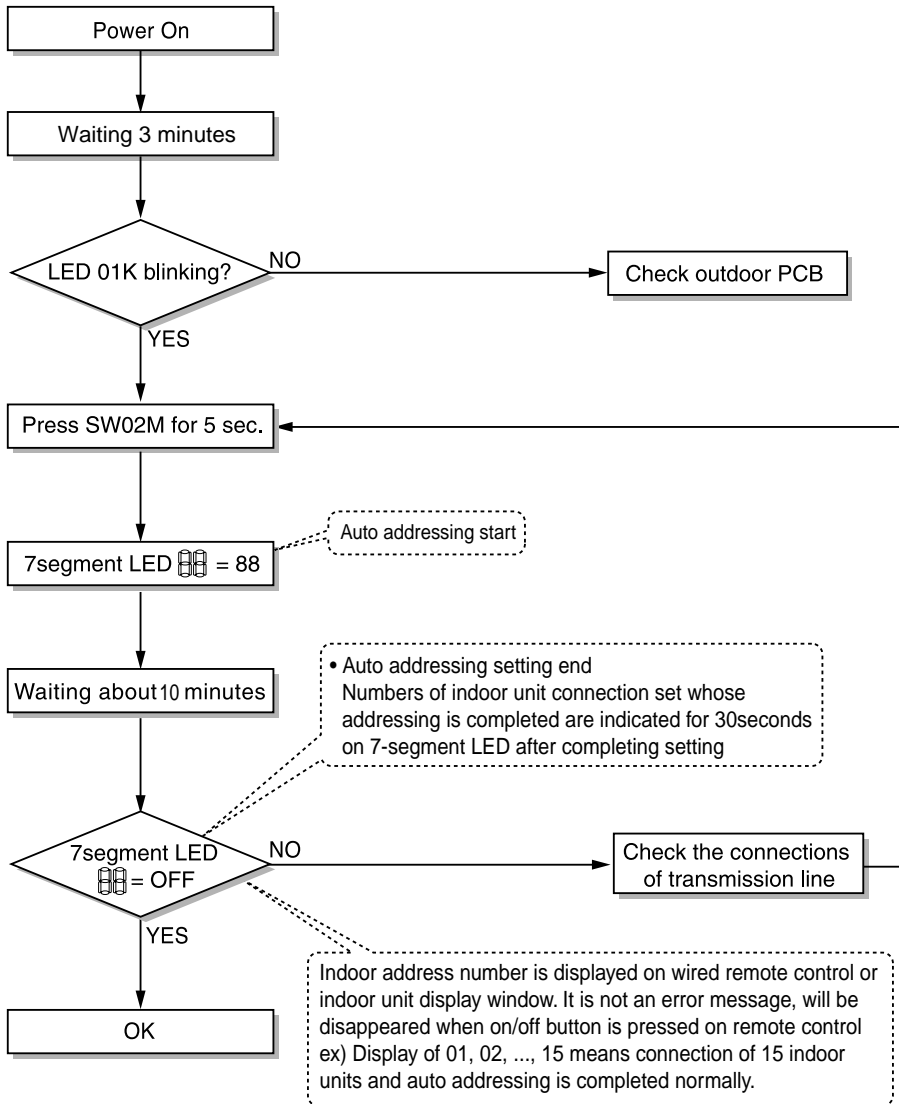 Power On
Waiting 3 minutes
LED 01K blinking?
NO
Check outdoor PCB
YES
Press SW02M for 5 sec.
Auto addressing start
7segment LED 88 = 88
• Auto addressing setting end
Numbers of indoor unit connection set whose
addressing is completed are indicated for 30seconds
on 7-segment LED after completing setting
Waiting about 10 minutes
7segment LED
88 = OFF
NO
Check the connections
of transmission line
YES
Indoor address number is displayed on wired remote control or
indoor unit display window. It is not an error message, will be
disappeared when on/off button is pressed on remote control
ex) Display of 01, 02, ..., 15 means connection of 15 indoor
units and auto addressing is completed normally.
OK